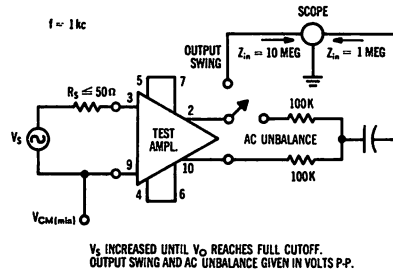 SCOPE
f = 1 kc
OUTPUT
SWING
Zin = 10 MEG
Zin = 1 MEG
5
7
RS ≤ 50Ω
3
2
100K
VS
TEST
AMPL.
AC UNBALANCE
9
10
100K
4
6
VCM(min)
VS INCREASED UNTIL VO REACHES FULL CUTOFF.
OUTPUT SWING AND AC UNBALANCE GIVEN IN VOLTS P-P.